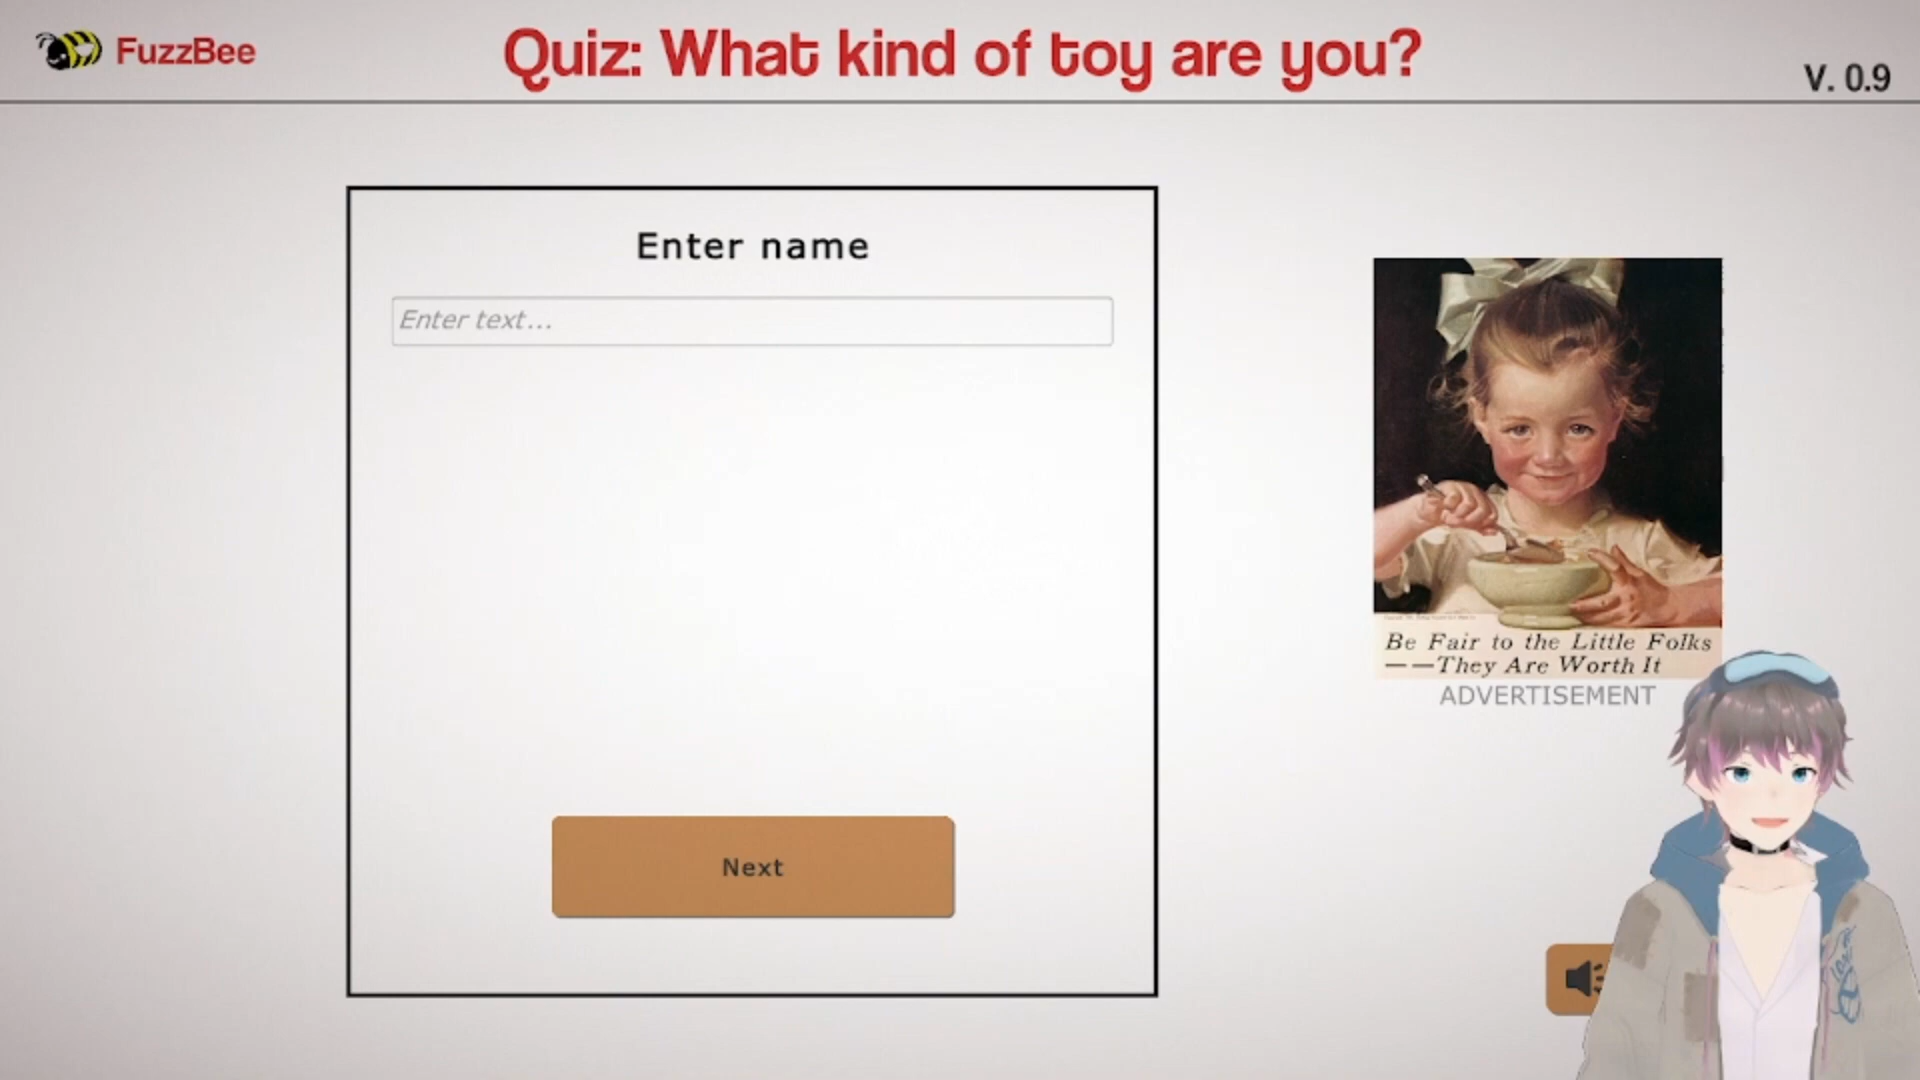 FuzzBee
Quiz: What kind of toy are you?
V. 0.9
Enter name
Enter text...
Next
Be Fair to the Little Folks
——They Are Worth It
ADVERTISEMENT